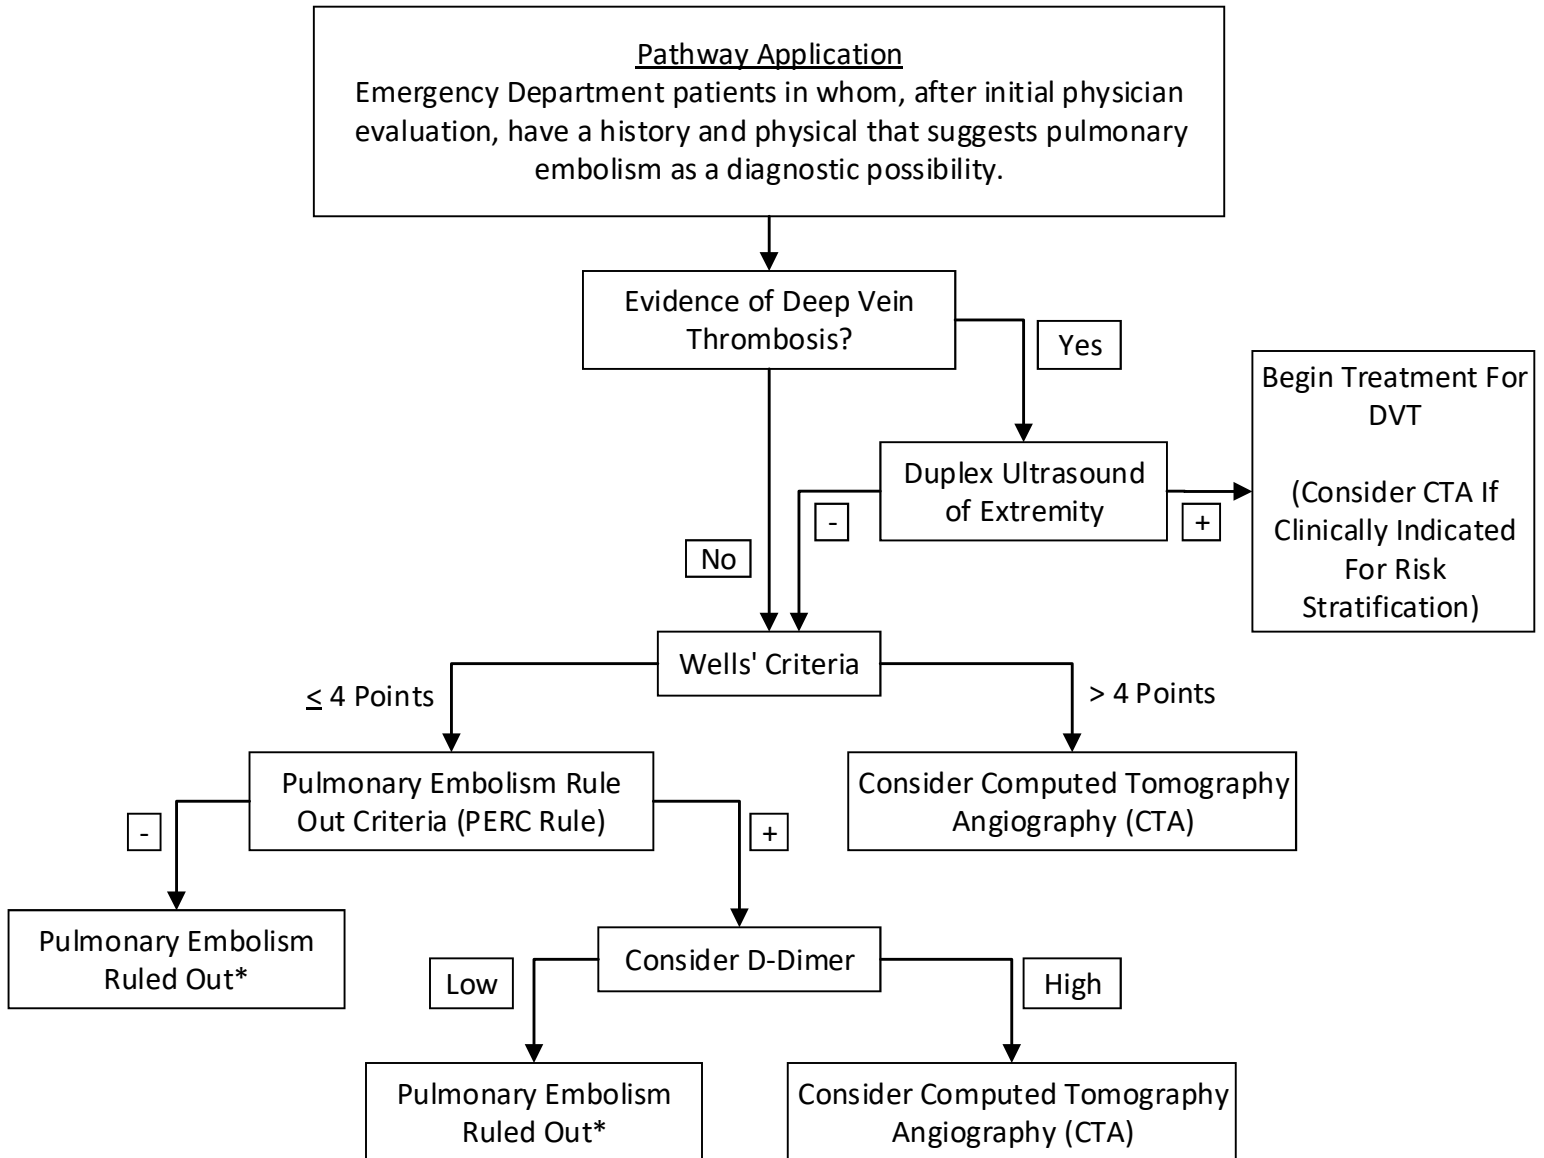 Pathway Application
Emergency Department patients in whom, after initial physician
evaluation, have a history and physical that suggests pulmonary
embolism as a diagnostic possibility.
Evidence of Deep Vein
Thrombosis?
Yes
Begin Treatment For
DVT
(Consider CTA If
Clinically Indicated
For Risk
Stratification)
Duplex Ultrasound
of Extremity
-
+
No
Wells' Criteria
≤ 4 Points
> 4 Points
Pulmonary Embolism Rule
Out Criteria (PERC Rule)
Consider Computed Tomography
Angiography (CTA)
-
+
Pulmonary Embolism
Ruled Out*
Consider D-Dimer
Low
High
Pulmonary Embolism
Ruled Out*
Consider Computed Tomography
Angiography (CTA)